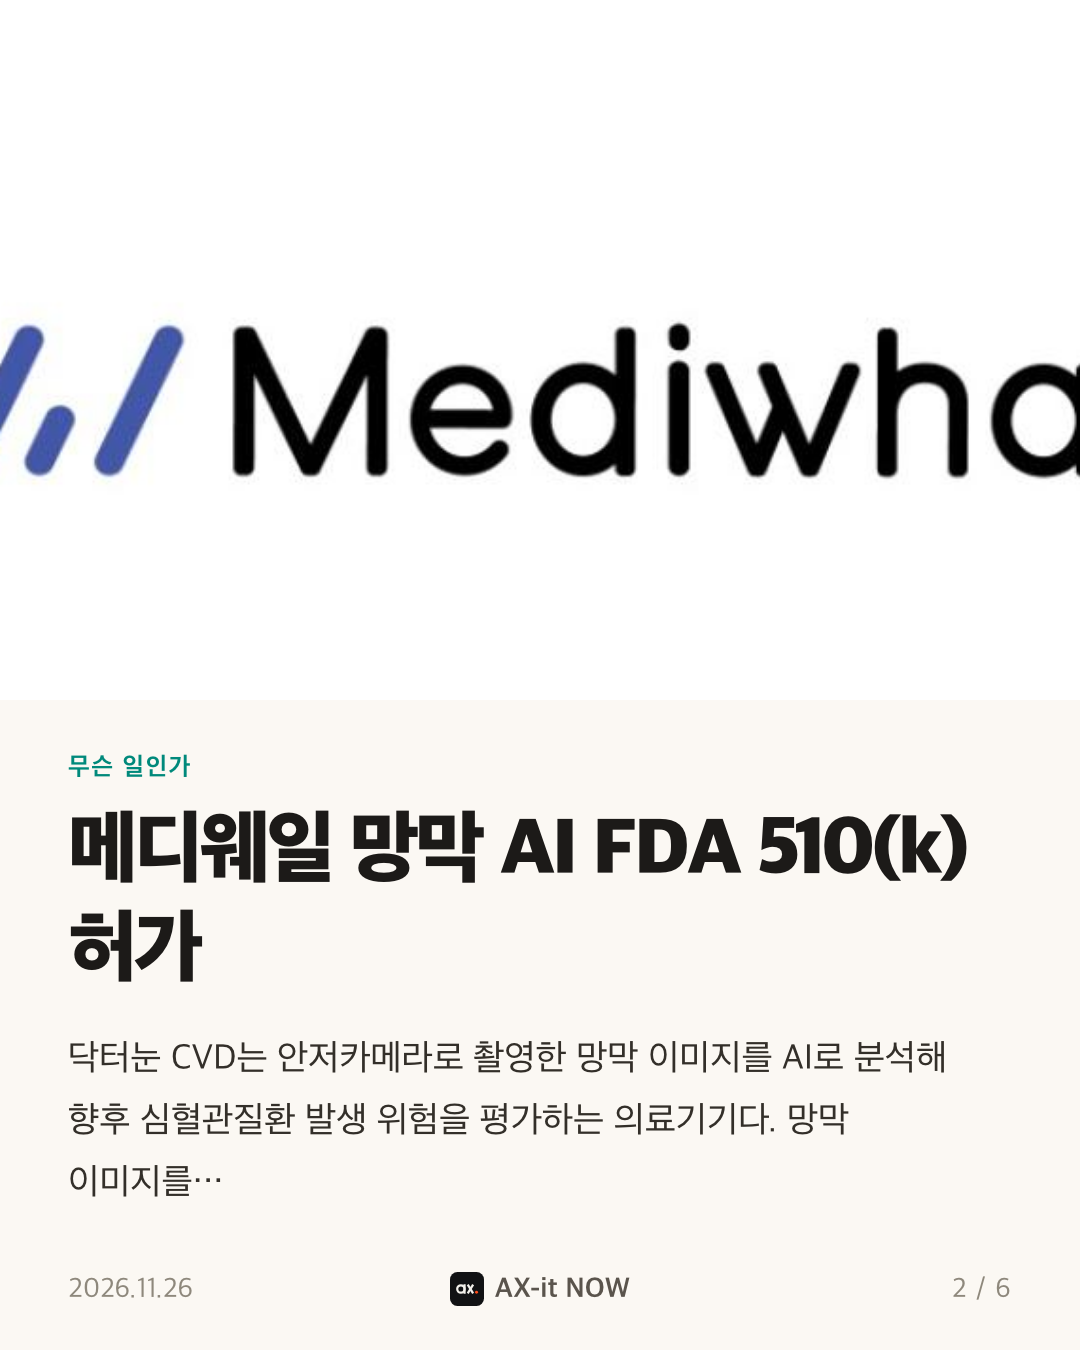 Mediwha
무슨 일인가
메디웨일 망막 AI FDA 510(k)
허가
닥터눈 CVD는 안저카메라로 촬영한 망막 이미지를 AI로 분석해
향후 심혈관질환 발생 위험을 평가하는 의료기기다. 망막
이미지를…
2026.11.26
ax. AX-it NOW
2 / 6